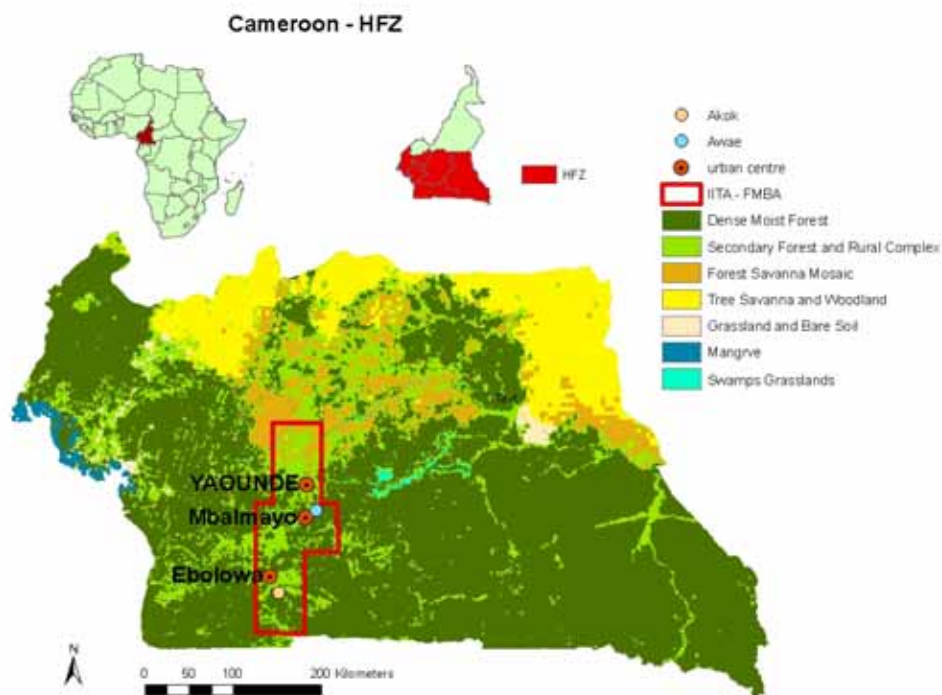 Cameroon - HFZ
HFZ
Akok
Awae
urban centre
IITA - FMBA
Dense Moist Forest
Secondary Forest and Rural Complex
Forest Savanna Mosaic
Tree Savanna and Woodland
Grassland and Bare Soil
Mangrve
Swamps Grasslands
YAOUNDE
Mbalmayo
Ebolowa
N
0 50 100 200 Kilometers